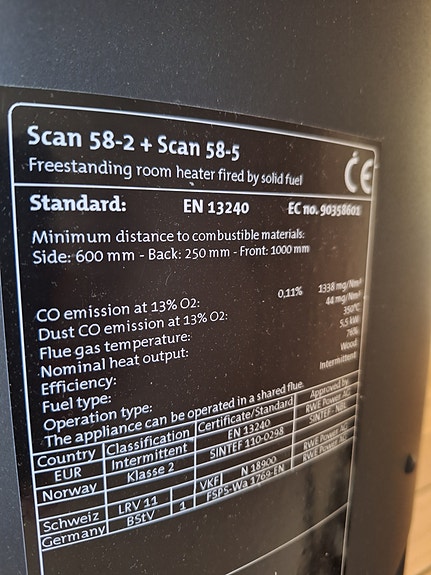 Scan 58-2 + Scan 58-5
Freestanding room heater fired by solid fuel
CE
Standard: EN 13240 EC no. 90358601
Minimum distance to combustible materials:
Side: 600 mm - Back: 250 mm - Front: 1000 mm
CO emission at 13% O2: 0,11% 1338 mg/Nm³
Dust CO emission at 13% O2: 44 mg/Nm³
Flue gas temperature: 350°C
Nominal heat output: 5,5 kW
Efficiency: 76%
Fuel type: Wood
Operation type: Intermittent
The appliance can be operated in a shared flue.
Country Classification Certificate/Standard Approved by
EUR Intermittent EN 13240 RWE Power AG
Norway Klasse 2 SINTEF 110-0298 SINTEF - NBL
Schweiz LRV 11 VKF N 18900 RWE Power AG
Germany BStV 1 FSPS-Wa 1769-EN RWE Power AG